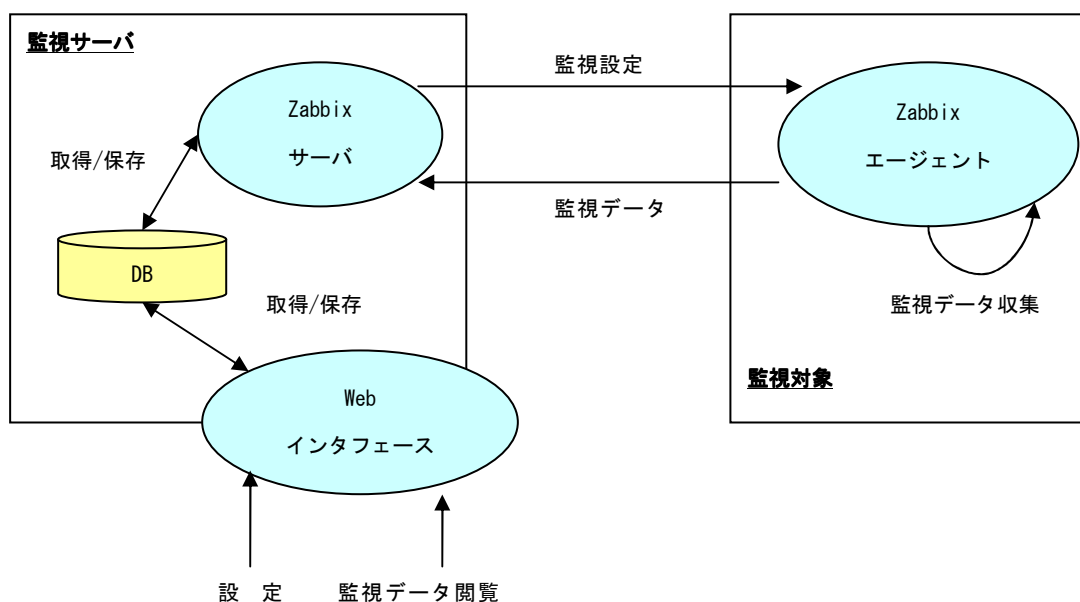 監視サーバ
監視設定
Zabbix
サーバ
Zabbix
エージェント
取得/保存
監視データ
DB
取得/保存
監視データ収集
監視対象
Web
インタフェース
設　定
監視データ閲覧